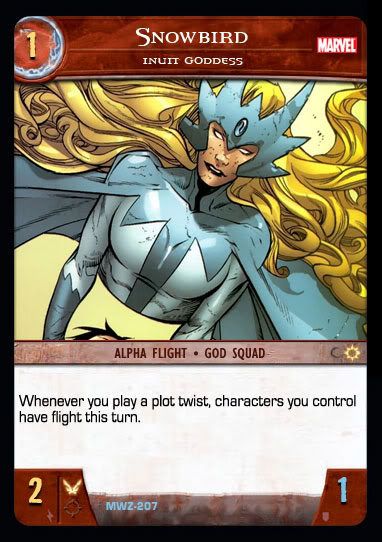 1
SNOWBIRD
INUIT GODDESS
MARVEL
ALPHA FLIGHT • GOD SQUAD
Whenever you play a plot twist, characters you control
have flight this turn.
2
MWZ-207
1